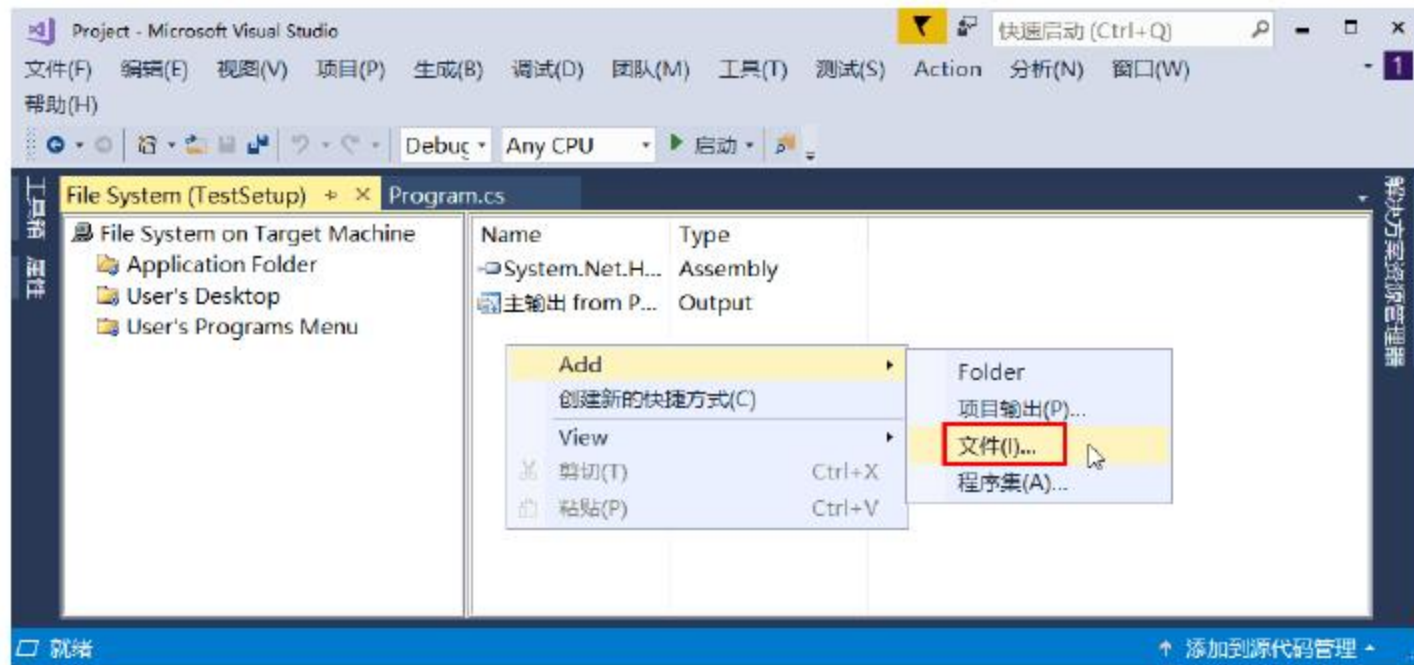 Project - Microsoft Visual Studio
快速启动 (Ctrl+Q)
文件(F) 编辑(E) 视图(V) 项目(P) 生成(B) 调试(D) 团队(M) 工具(T) 测试(S) Action 分析(N) 窗口(W)
1
帮助(H)
Debug Any CPU 启动
工具箱
属性
File System (TestSetup) Program.cs
File System on Target Machine
Application Folder
User's Desktop
User's Programs Menu
Name Type
System.Net.H... Assembly
主输出 from P... Output
Add
创建新的快捷方式(C)
View
剪切(T) Ctrl+X
粘贴(P) Ctrl+V
Folder
项目输出(P)...
文件(I)...
程序集(A)...
解决方案资源管理器
就绪
添加到源代码管理